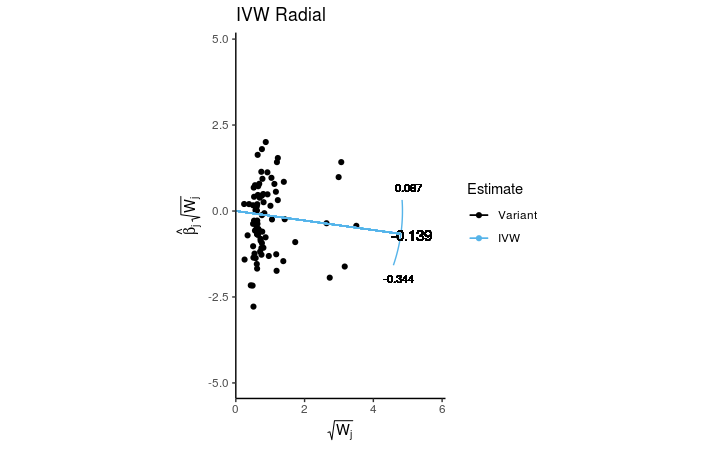 IVW Radial
5.0
2.5
0.0
-2.5
-5.0
β̂j√Wj
0
2
4
6
√Wj
0.087
-0.139
-0.344
Estimate
Variant
IVW